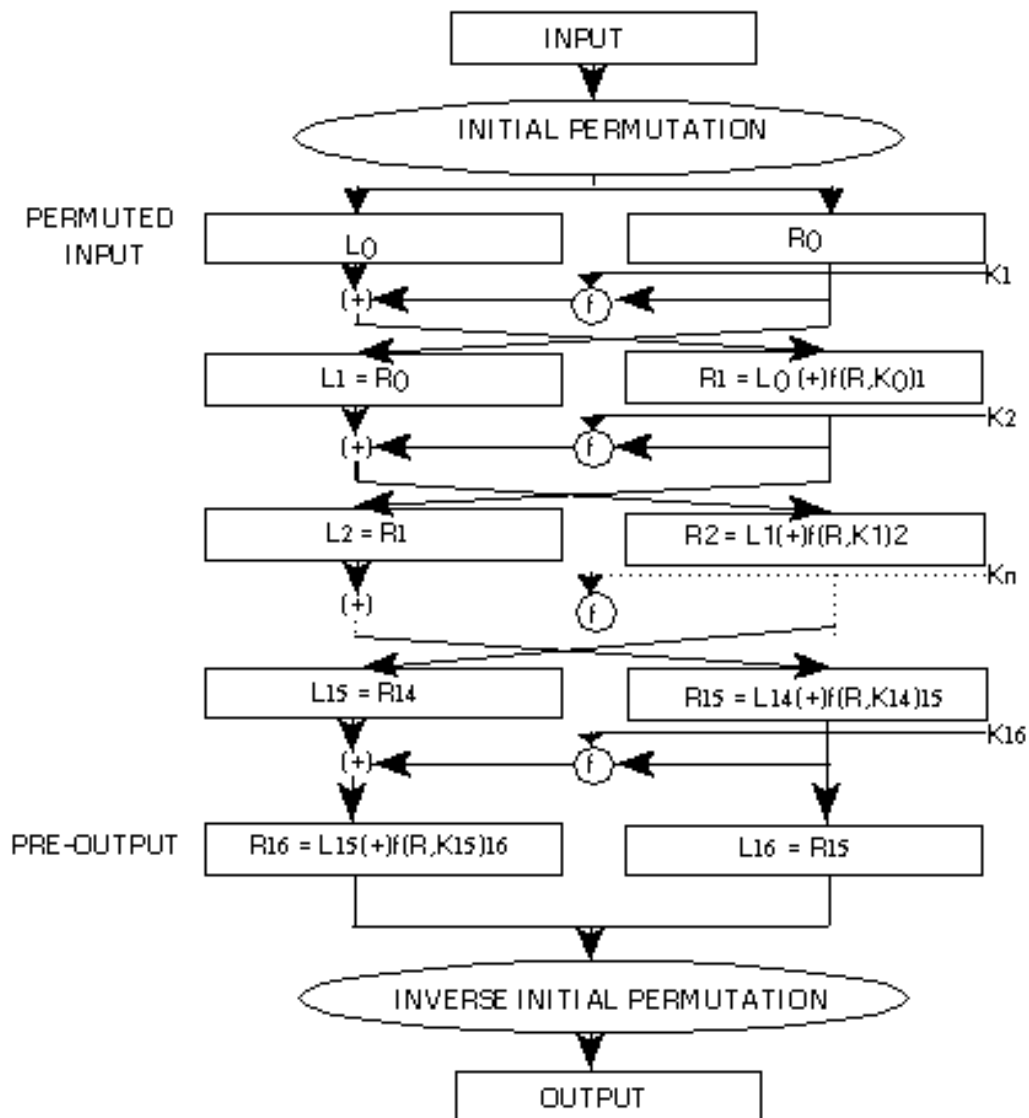 INPUT
INITIAL PERMUTATION
PERMUTED
INPUT
L0
R0
K1
(+)
f
L1 = R0
R1 = L0 (+)f(R,K0)1
K2
(+)
f
L2 = R1
R2 = L1(+)f(R,K1)2
Kn
(+)
f
L15 = R14
R15 = L14(+)f(R,K14)15
K16
(+)
f
PRE-OUTPUT
R16 = L15(+)f(R,K15)16
L16 = R15
INVERSE INITIAL PERMUTATION
OUTPUT